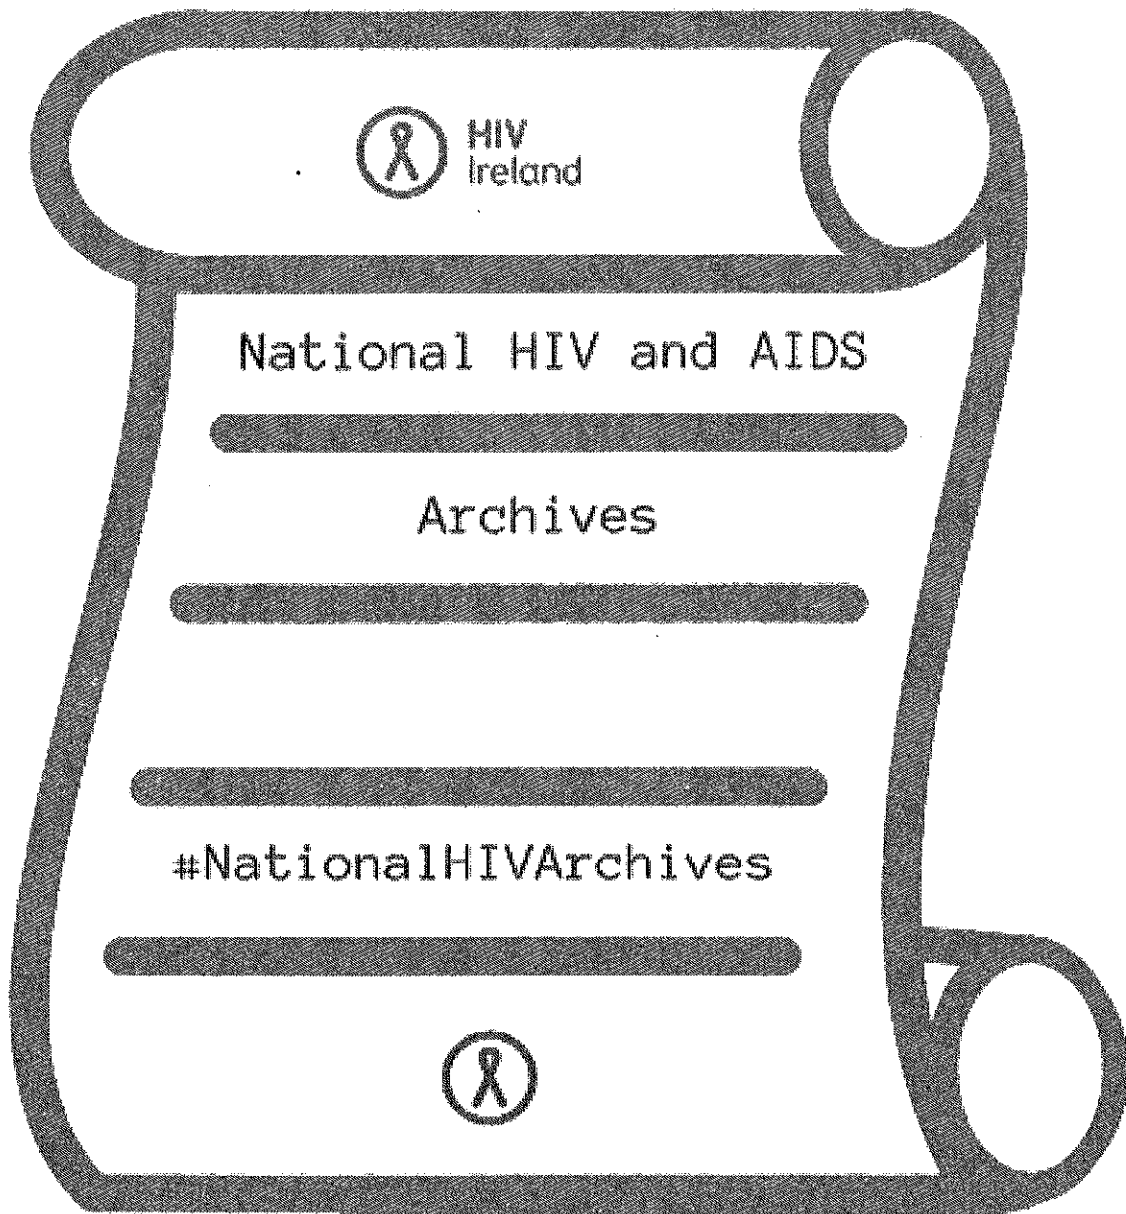 HIV
Ireland
National HIV and AIDS
Archives
#NationalHIVArchives